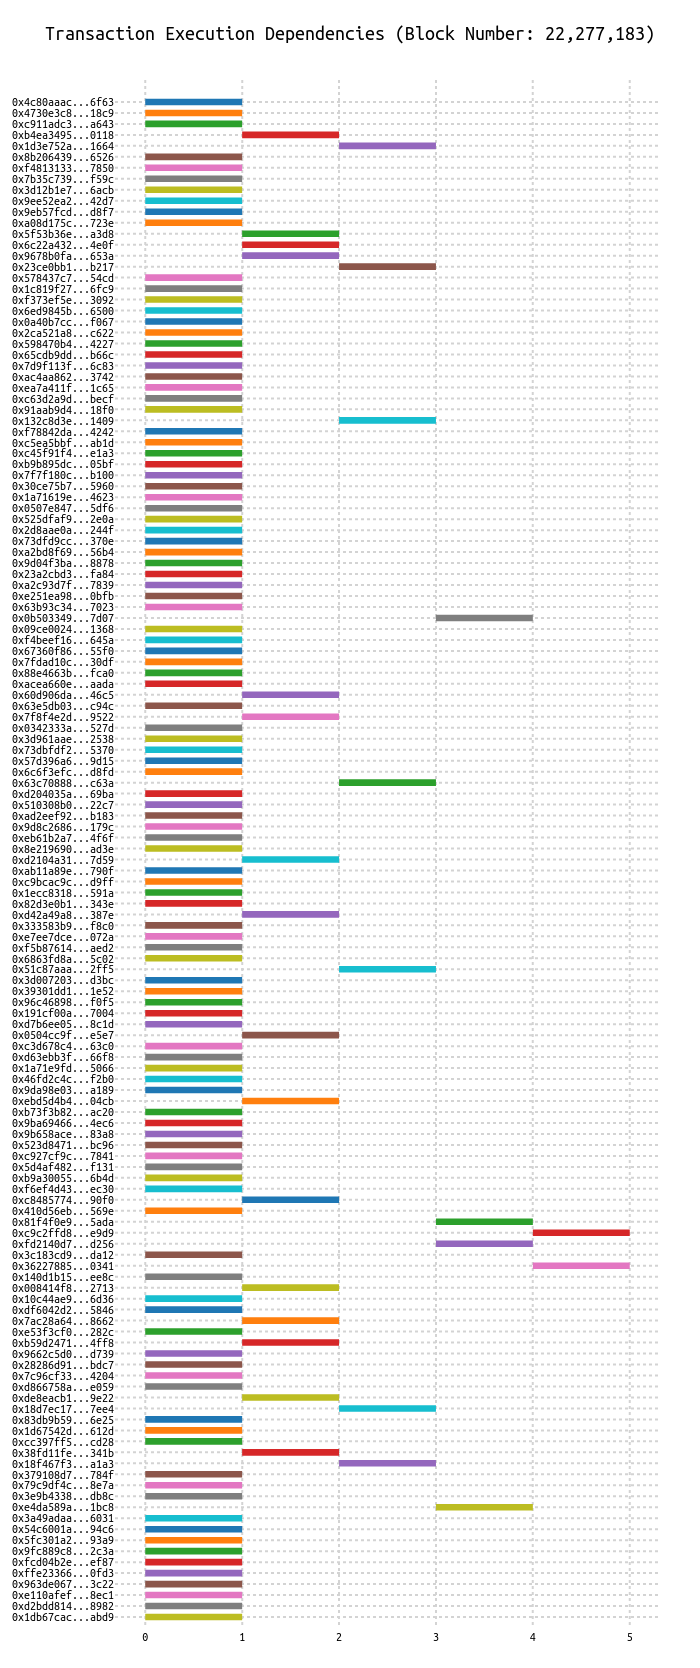 Transaction Execution Dependencies (Block Number: 22,277,183)
0x4c80aaac...6f63
0x4730e3c8...18c9
0xc911adc3...a643
0xb4ea3495...0118
0x1d3e752a...1664
0x8b206439...6526
0xf4813133...7850
0x7b35c739...f59c
0x3d12b1e7...6acb
0x9ee52ea2...42d7
0x9eb57fcd...d8f7
0xa08d175c...723e
0x5f53b36e...a3d8
0x6c22a432...4e0f
0x9678b0fa...653a
0x23ce0bb1...b217
0x578437c7...54cd
0x1c819f27...6fc9
0xf373ef5e...3092
0x6ed9845b...6500
0x0a40b7cc...f067
0x2ca521a8...c622
0x598470b4...4227
0x65cdb9dd...b66c
0x7d9f113f...6c83
0xac4aa862...3742
0xea7a411f...1c65
0xc63d2a9d...becf
0x91aab9d4...18f0
0x132c8d3e...1409
0xf78842da...4242
0xc5ea5bbf...ab1d
0xc45f91f4...e1a3
0xb9b895dc...05bf
0x7f7f180c...b100
0x30ce75b7...5960
0x1a71619e...4623
0x0507e847...5df6
0x525dfaf9...2e0a
0x2d8aae0a...244f
0x73dfd9cc...370e
0xa2bd8f69...56b4
0x9d04f3ba...8878
0x23a2cbd3...fa84
0xa2c93d7f...7839
0xe251ea98...0bfb
0x63b93c34...7023
0x0b503349...7d07
0x09ce0024...1368
0xf4beef16...645a
0x67360f86...55f0
0x7fdad10c...30df
0x88e4663b...fca0
0xacea660e...aada
0x60d906da...46c5
0x63e5db03...c94c
0x7f8f4e2d...9522
0x0342333a...527d
0x3d961aae...2538
0x73dbfdf2...5370
0x57d396a6...9d15
0x6c6f3efc...d8fd
0x63c70888...c63a
0xd204035a...69ba
0x510308b0...22c7
0xad2eef92...b183
0x9d8c2686...179c
0xeb61b2a7...4f6f
0x8e219690...ad3e
0xd2104a31...7d59
0xab11a89e...790f
0xc9bcac9c...d9ff
0x1ecc8318...591a
0x82d3e0b1...343e
0xd42a49a8...387e
0x333583b9...f8c0
0xe7ee7dce...072a
0xf5b87614...aed2
0x6863fd8a...5c02
0x51c87aaa...2ff5
0x3d007203...d3bc
0x39301dd1...1e52
0x96c46898...f0f5
0x191cf00a...7004
0xd7b6ee05...8c1d
0x0504cc9f...e5e7
0xc3d678c4...63c0
0xd63ebb3f...66f8
0x1a71e9fd...5066
0x46fd2c4c...f2b0
0x9da98e03...a189
0xebd5d4b4...04cb
0xb73f3b82...ac20
0x9ba69466...4ec6
0x9b658ace...83a8
0x523d8471...bc96
0xc927cf9c...7841
0x5d4af482...f131
0xb9a30055...6b4d
0xf6ef4d43...ec30
0xc8485774...90f0
0x410d56eb...569e
0x81f4f0e9...5ada
0xc9c2ffd8...e9d9
0xfd2140d7...d256
0x3c183cd9...da12
0x36227885...0341
0x140d1b15...ee8c
0x008414f8...2713
0x10c44ae9...6d36
0xdf6042d2...5846
0x7ac28a64...8662
0xe53f3cf0...282c
0xb59d2471...4ff8
0x9662c5d0...d739
0x28286d91...bdc7
0x7c96cf33...4204
0xd866758a...e059
0xde8eacb1...9e22
0x18d7ec17...7ee4
0x83db9b59...6e25
0x1d67542d...612d
0xcc397ff5...cd28
0x38fd11fe...341b
0x18f467f3...a1a3
0x379108d7...784f
0x79c9df4c...8e7a
0x3e9b4338...db8c
0xe4da589a...1bc8
0x3a49adaa...6031
0x54c6001a...94c6
0x5fc301a2...93a9
0x9fc889c8...2c3a
0xfcd04b2e...ef87
0xffe23366...0fd3
0x963de067...3c22
0xe110afef...8ec1
0xd2bdd814...8982
0x1db67cac...abd9
0 1 2 3 4 5